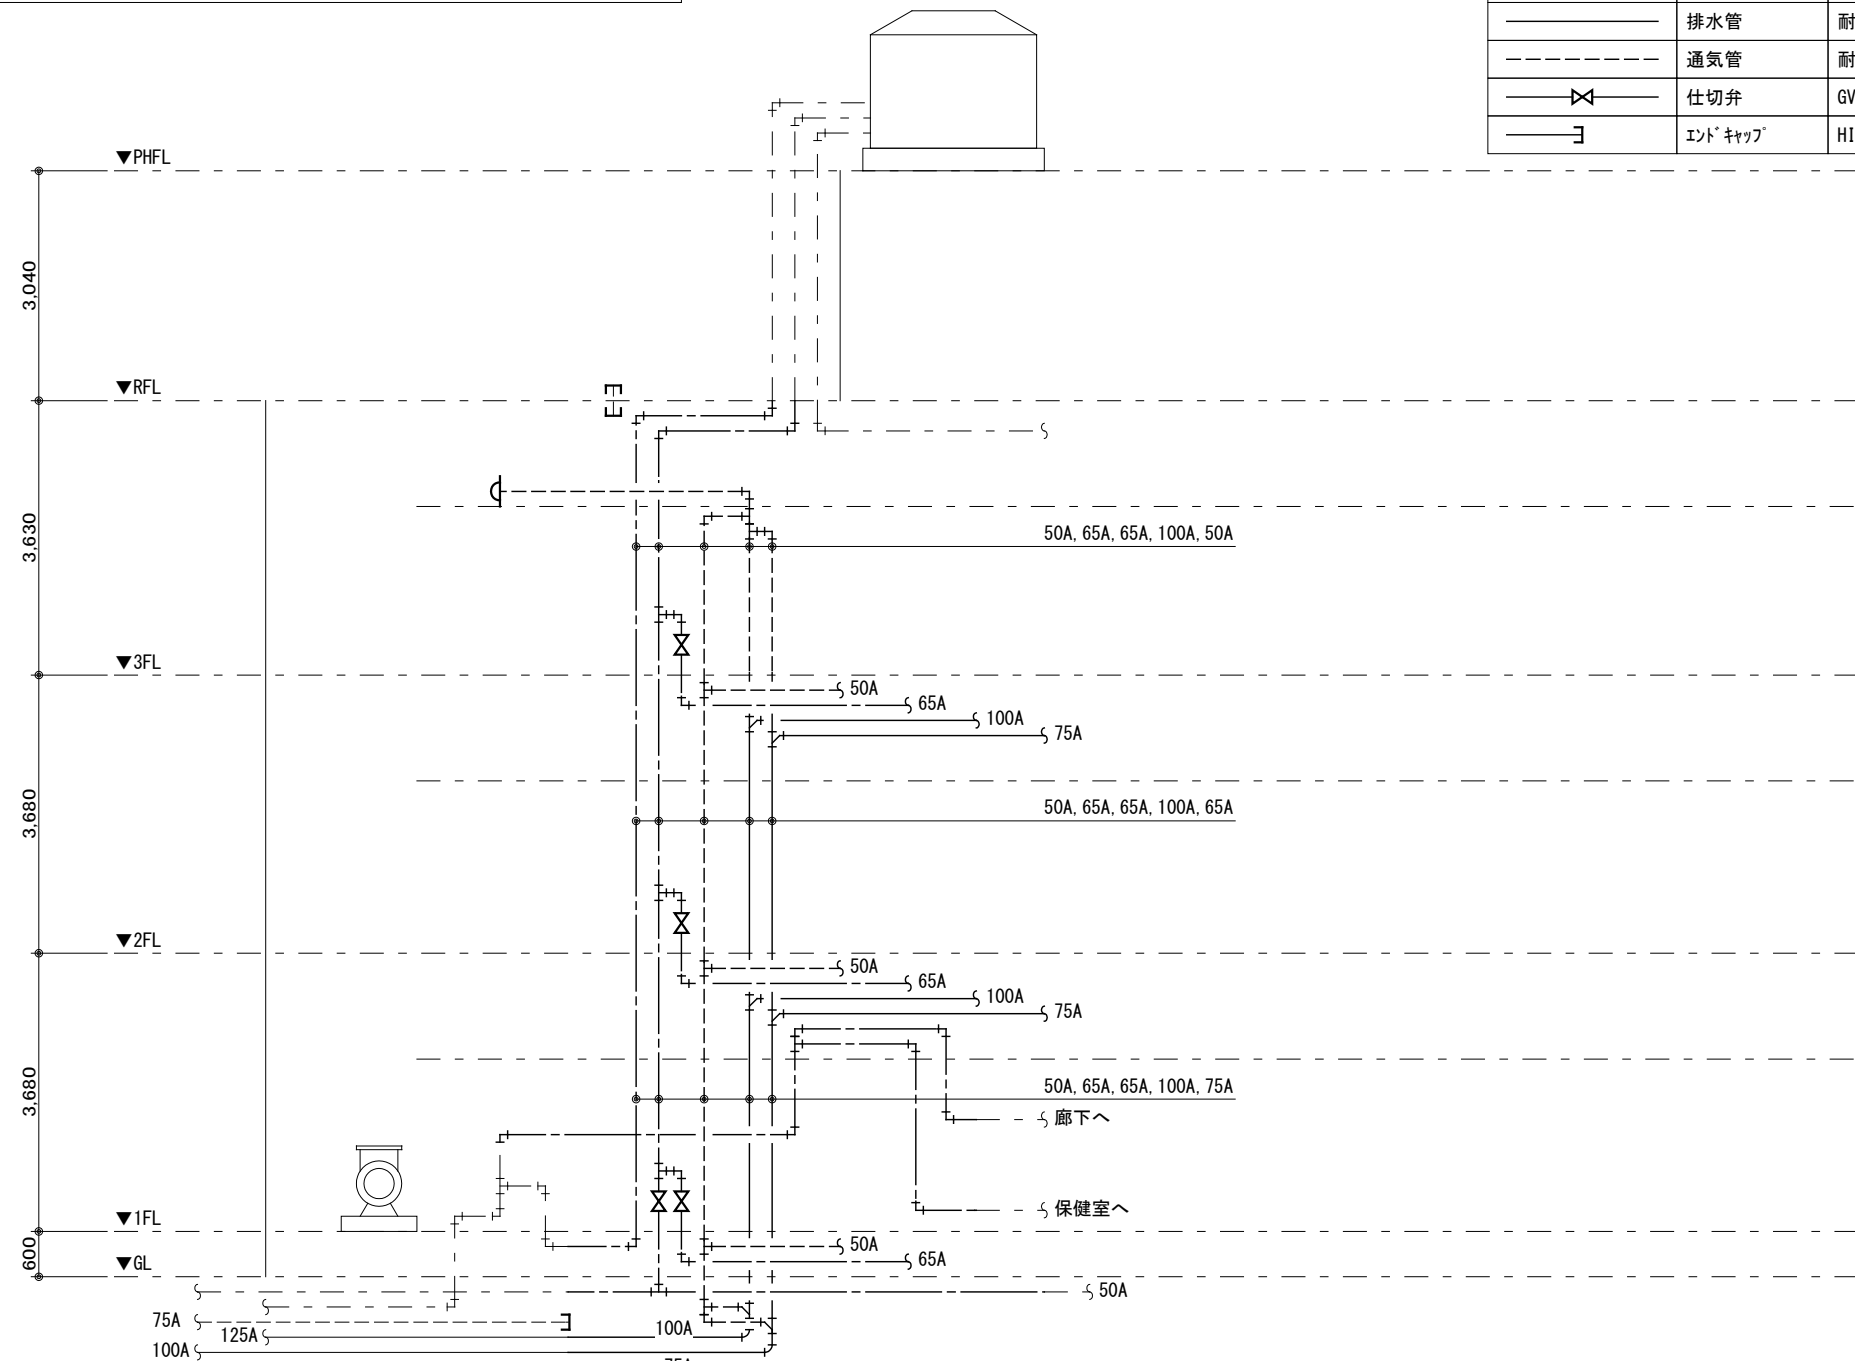 排水管 耐
通気管 耐
仕切弁 GV
ｴﾝﾄﾞｷｬｯﾌﾟ HI
▼PHFL
3,040
▼RFL
3,630
50A, 65A, 65A, 100A, 50A
▼3FL
50A
65A
100A
75A
3,680
50A, 65A, 65A, 100A, 65A
▼2FL
50A
65A
100A
75A
3,680
50A, 65A, 65A, 100A, 75A
廊下へ
保健室へ
▼1FL
600
50A
65A
▼GL
50A
75A
125A
100A
100A
75A